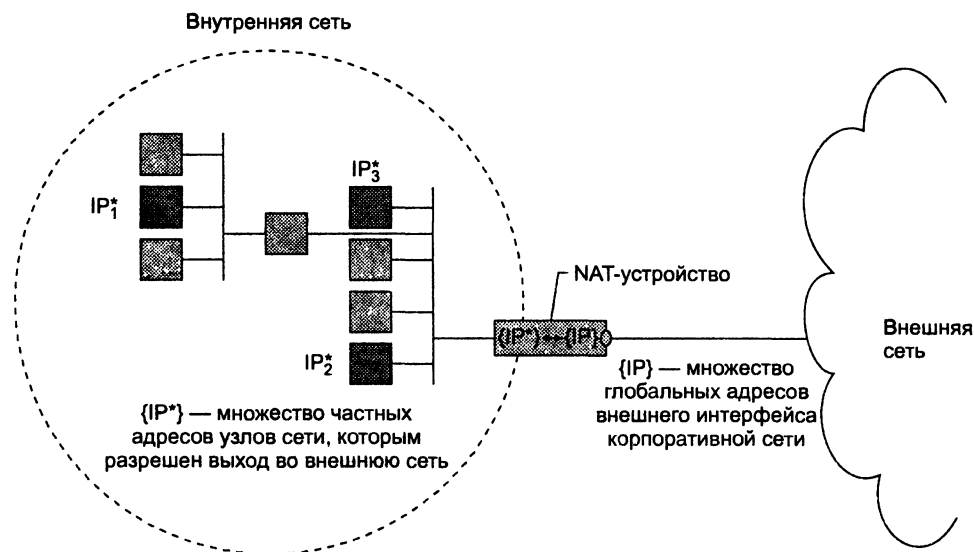 Внутренняя сеть
IP*3
IP*1
NAT-устройство
{IP*} ↔ {IP}
Внешняя
сеть
IP*2
{IP} — множество
глобальных адресов
внешнего интерфейса
корпоративной сети
{IP*} — множество частных
адресов узлов сети, которым
разрешен выход во внешнюю сеть